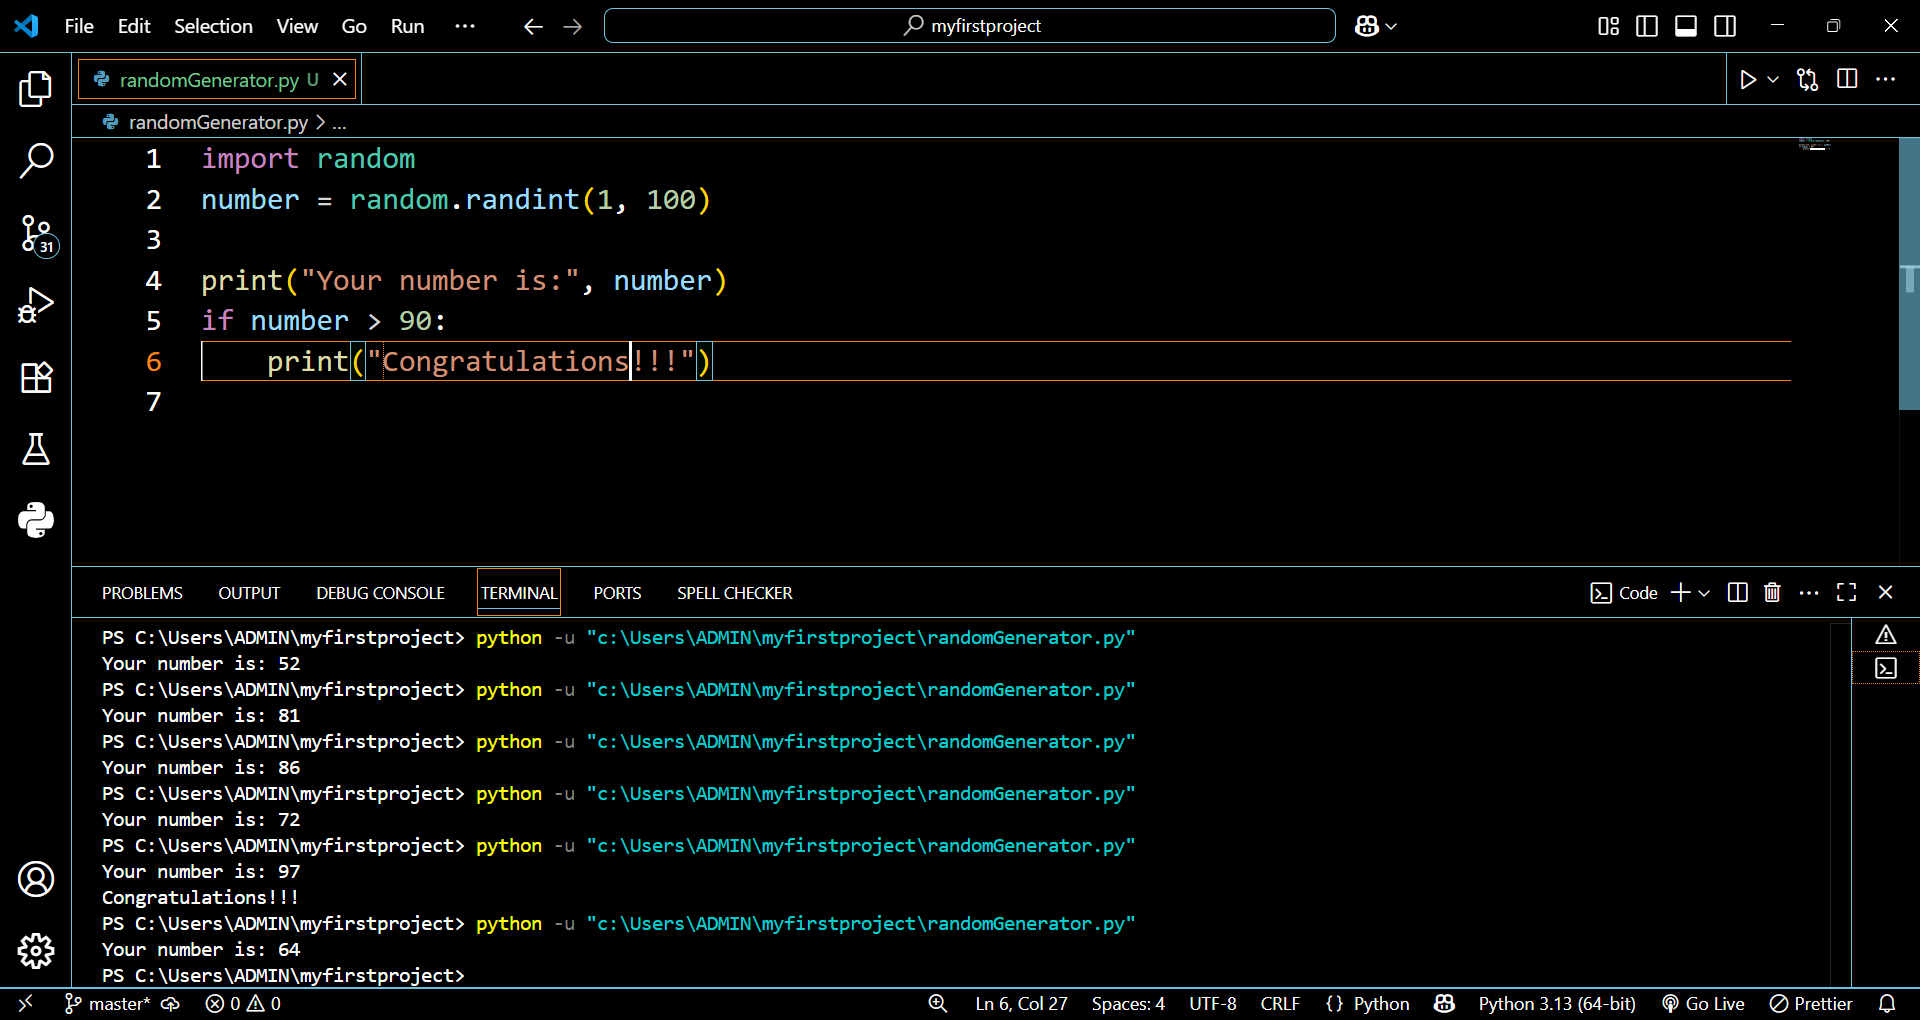 File Edit Selection View Go Run ··· myfirstproject
randomGenerator.py U
randomGenerator.py > ...
1 import random
2 number = random.randint(1, 100)
3
4 print("Your number is:", number)
5 if number > 90:
6     print("Congratulations!!!")
7
31
PROBLEMS OUTPUT DEBUG CONSOLE TERMINAL PORTS SPELL CHECKER Code
PS C:\Users\ADMIN\myfirstproject> python -u "c:\Users\ADMIN\myfirstproject\randomGenerator.py"
Your number is: 52
PS C:\Users\ADMIN\myfirstproject> python -u "c:\Users\ADMIN\myfirstproject\randomGenerator.py"
Your number is: 81
PS C:\Users\ADMIN\myfirstproject> python -u "c:\Users\ADMIN\myfirstproject\randomGenerator.py"
Your number is: 86
PS C:\Users\ADMIN\myfirstproject> python -u "c:\Users\ADMIN\myfirstproject\randomGenerator.py"
Your number is: 72
PS C:\Users\ADMIN\myfirstproject> python -u "c:\Users\ADMIN\myfirstproject\randomGenerator.py"
Your number is: 97
Congratulations!!!
PS C:\Users\ADMIN\myfirstproject> python -u "c:\Users\ADMIN\myfirstproject\randomGenerator.py"
Your number is: 64
PS C:\Users\ADMIN\myfirstproject>
master* 0 0 Ln 6, Col 27 Spaces: 4 UTF-8 CRLF {} Python Python 3.13 (64-bit) Go Live Prettier